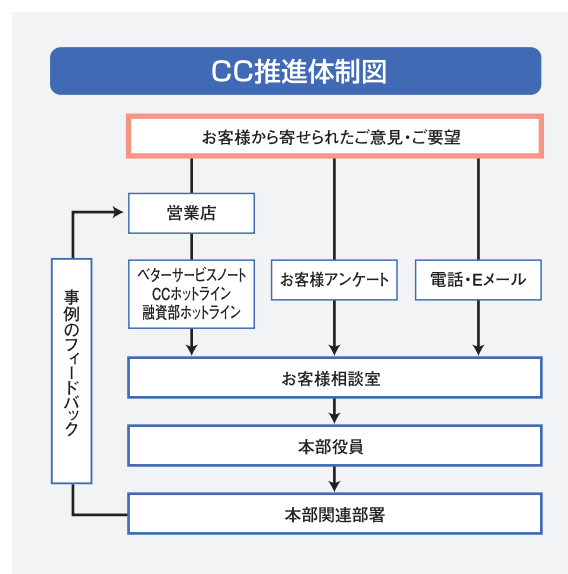 CC推進体制図
お客様から寄せられたご意見・ご要望
営業店
ベターサービスノート
CCホットライン
融資部ホットライン
お客様アンケート
電話・Eメール
事例のフィードバック
お客様相談室
本部役員
本部関連部署